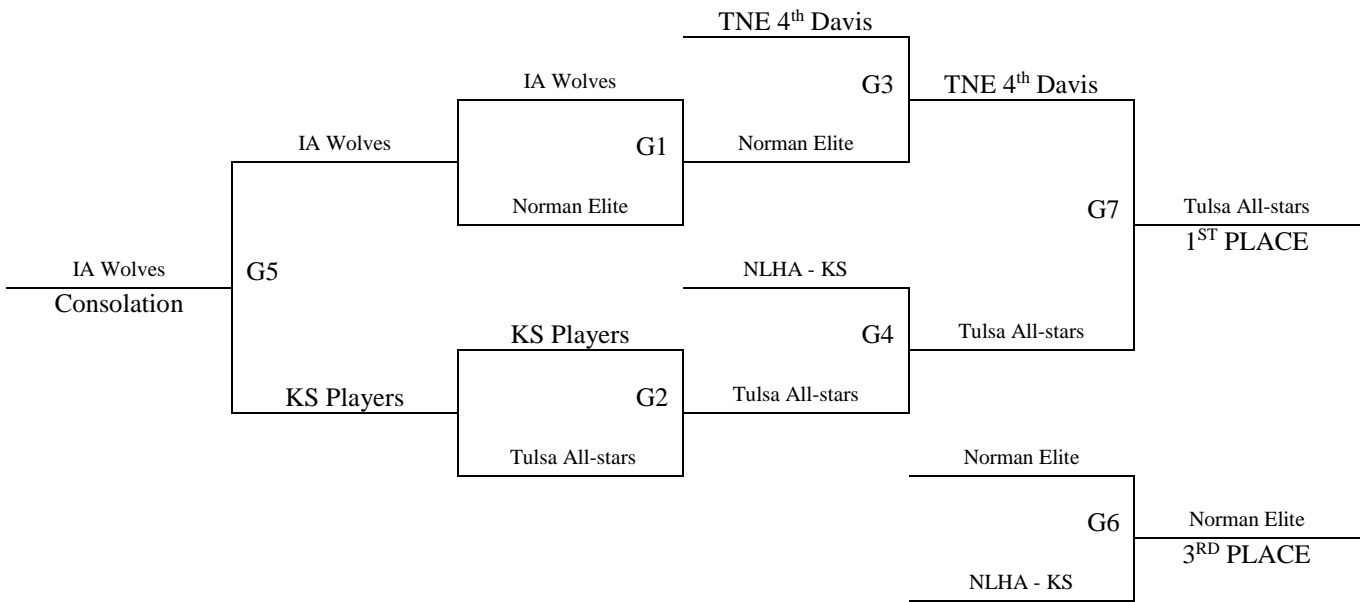 TNE 4th Davis
IA Wolves
G3
TNE 4th Davis
IA Wolves
G1
Norman Elite
Norman Elite
G7
Tulsa All-stars
1ST PLACE
IA Wolves
G5
NLHA - KS
Consolation
KS Players
G4
Tulsa All-stars
KS Players
G2
Tulsa All-stars
Tulsa All-stars
Norman Elite
G6
Norman Elite
3RD PLACE
NLHA - KS